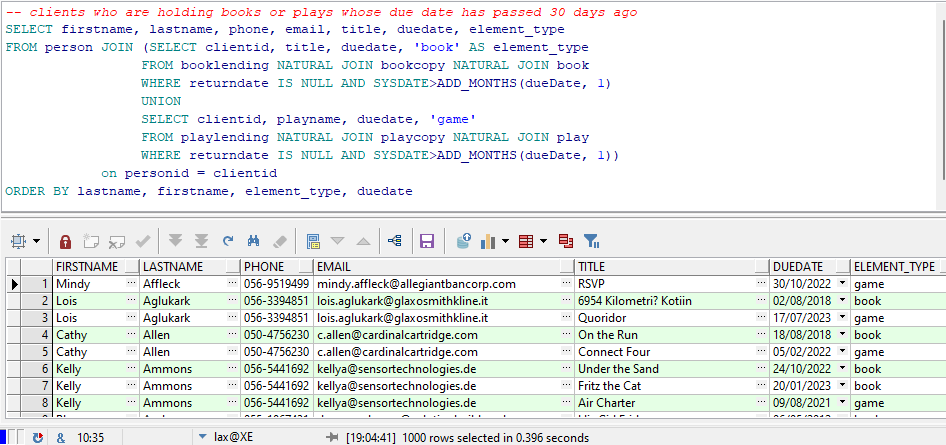 -- clients who are holding books or plays whose due date has passed 30 days ago
SELECT firstname, lastname, phone, email, title, duedate, element_type
FROM person JOIN (SELECT clientid, title, duedate, 'book' AS element_type
FROM booklending NATURAL JOIN bookcopy NATURAL JOIN book
WHERE returndate IS NULL AND SYSDATE>ADD_MONTHS(dueDate, 1)
UNION
SELECT clientid, playname, duedate, 'game'
FROM playlending NATURAL JOIN playcopy NATURAL JOIN play
WHERE returndate IS NULL AND SYSDATE>ADD_MONTHS(dueDate, 1))
on personid = clientid
ORDER BY lastname, firstname, element_type, duedate
FIRSTNAME LASTNAME PHONE EMAIL TITLE DUEDATE ELEMENT_TYPE
1 Mindy Affleck 056-9519499 mindy.affleck@allegiantbancorp.com RSVP 30/10/2022 game
2 Lois Aglukark 056-3394851 lois.aglukark@glaxosmithkline.it 6954 Kilometri? Kotiin 02/08/2018 book
3 Lois Aglukark 056-3394851 lois.aglukark@glaxosmithkline.it Quoridor 17/07/2023 game
4 Cathy Allen 050-4756230 c.allen@cardinalcartridge.com On the Run 18/08/2018 book
5 Cathy Allen 050-4756230 c.allen@cardinalcartridge.com Connect Four 05/02/2022 game
6 Kelly Ammons 056-5441692 kellya@sensortechnologies.de Under the Sand 24/10/2022 book
7 Kelly Ammons 056-5441692 kellya@sensortechnologies.de Fritz the Cat 20/01/2023 book
8 Kelly Ammons 056-5441692 kellya@sensortechnologies.de Air Charter 09/08/2021 game
& 10:35 lax@XE [19:04:41] 1000 rows selected in 0.396 seconds